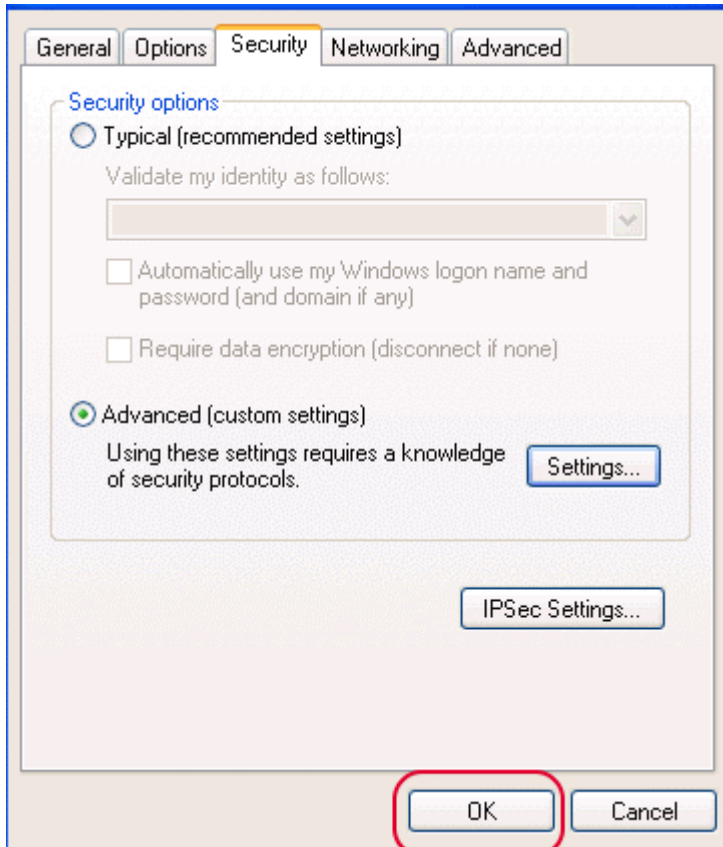 General Options Security Networking Advanced
Security options
Typical (recommended settings)
Validate my identity as follows:
Automatically use my Windows logon name and
password (and domain if any)
Require data encryption (disconnect if none)
Advanced (custom settings)
Using these settings requires a knowledge
of security protocols.
Settings...
IPSec Settings...
OK Cancel